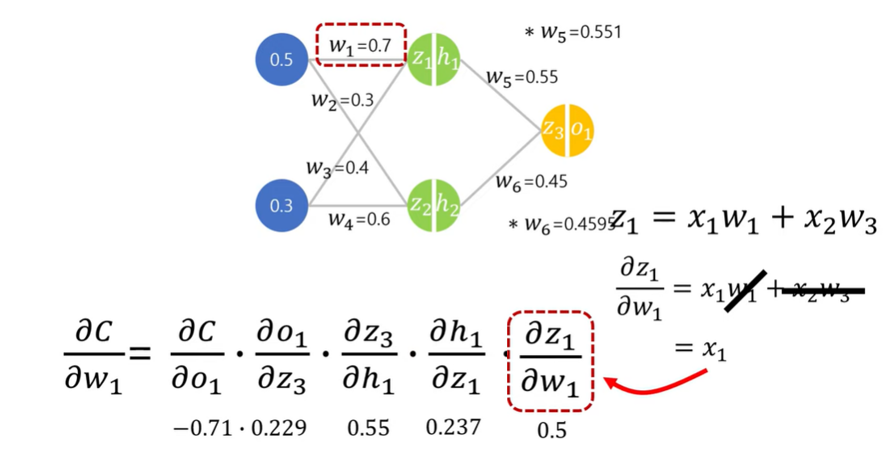 * w₅=0.551
0.5
w₁=0.7
z₁ h₁
w₅=0.55
w₂=0.3
z₃ o₁
w₃=0.4
w₆=0.45
0.3
z₂ h₂
w₄=0.6
* w₆=0.4595
z₁ = x₁w₁ + x₂w₃
∂z₁/∂w₁ = x₁w₁ + x₂w₃
= x₁
∂C/∂w₁ = ∂C/∂o₁ · ∂o₁/∂z₃ · ∂z₃/∂h₁ · ∂h₁/∂z₁ · ∂z₁/∂w₁
−0.71 · 0.229 0.55 0.237 0.5